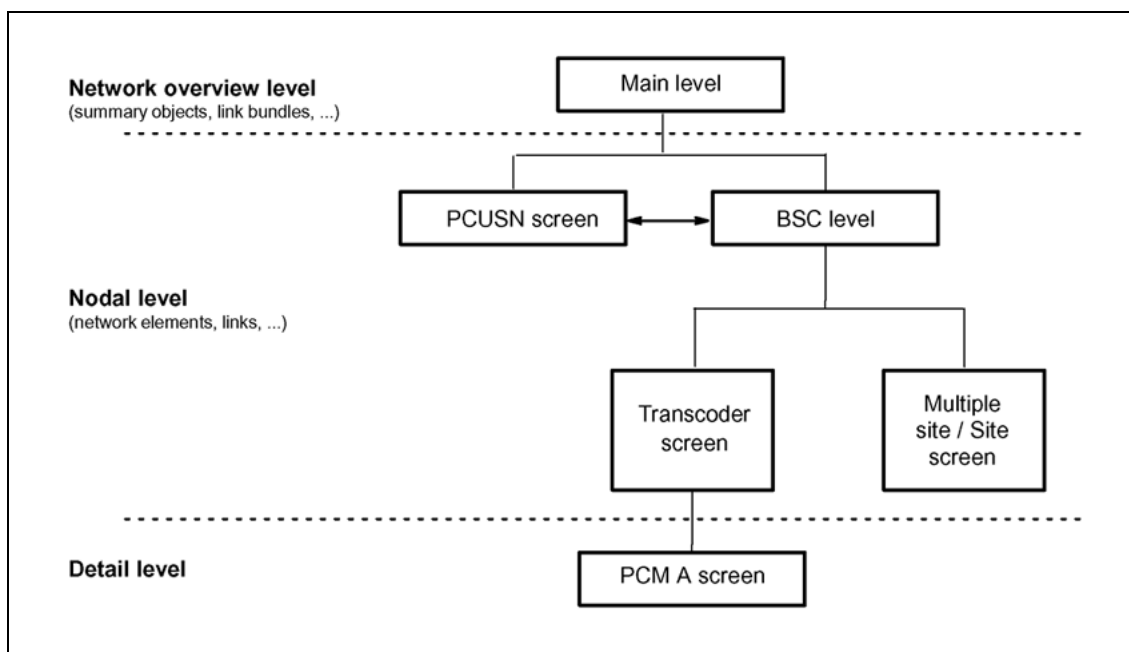 Network overview level
(summary objects, link bundles, ...)
Main level
PCUSN screen
BSC level
Nodal level
(network elements, links, ...)
Transcoder
screen
Multiple
site / Site
screen
Detail level
PCM A screen